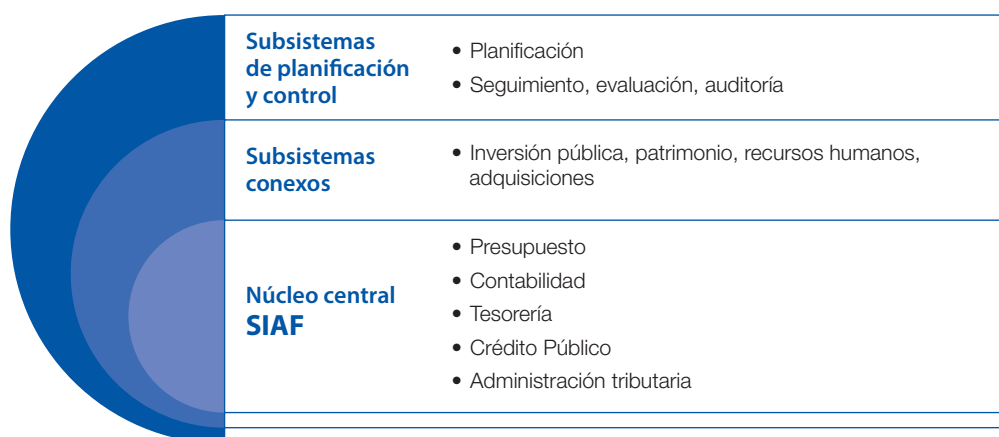 Subsistemas
de planificación
y control
• Planificación
• Seguimiento, evaluación, auditoría
Subsistemas
conexos
• Inversión pública, patrimonio, recursos humanos,
adquisiciones
Núcleo central
SIAF
• Presupuesto
• Contabilidad
• Tesorería
• Crédito Público
• Administración tributaria